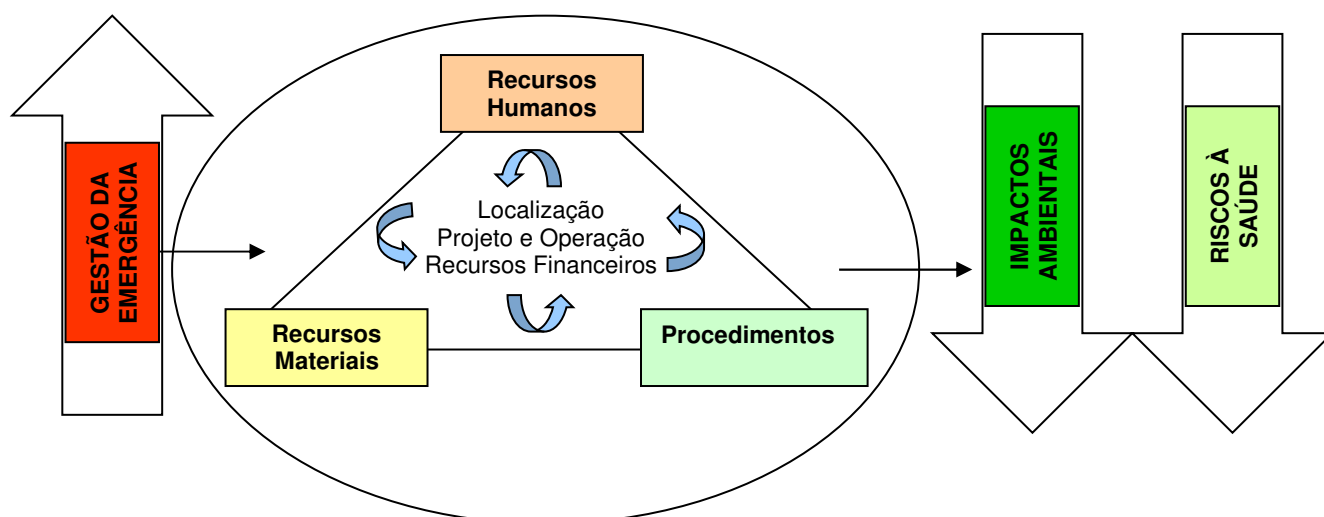 GESTÃO DA
EMERGÊNCIA
Recursos
Humanos
Localização
Projeto e Operação
Recursos Financeiros
Recursos
Materiais
Procedimentos
IMPACTOS
AMBIENTAIS
RISCOS À
SAÚDE